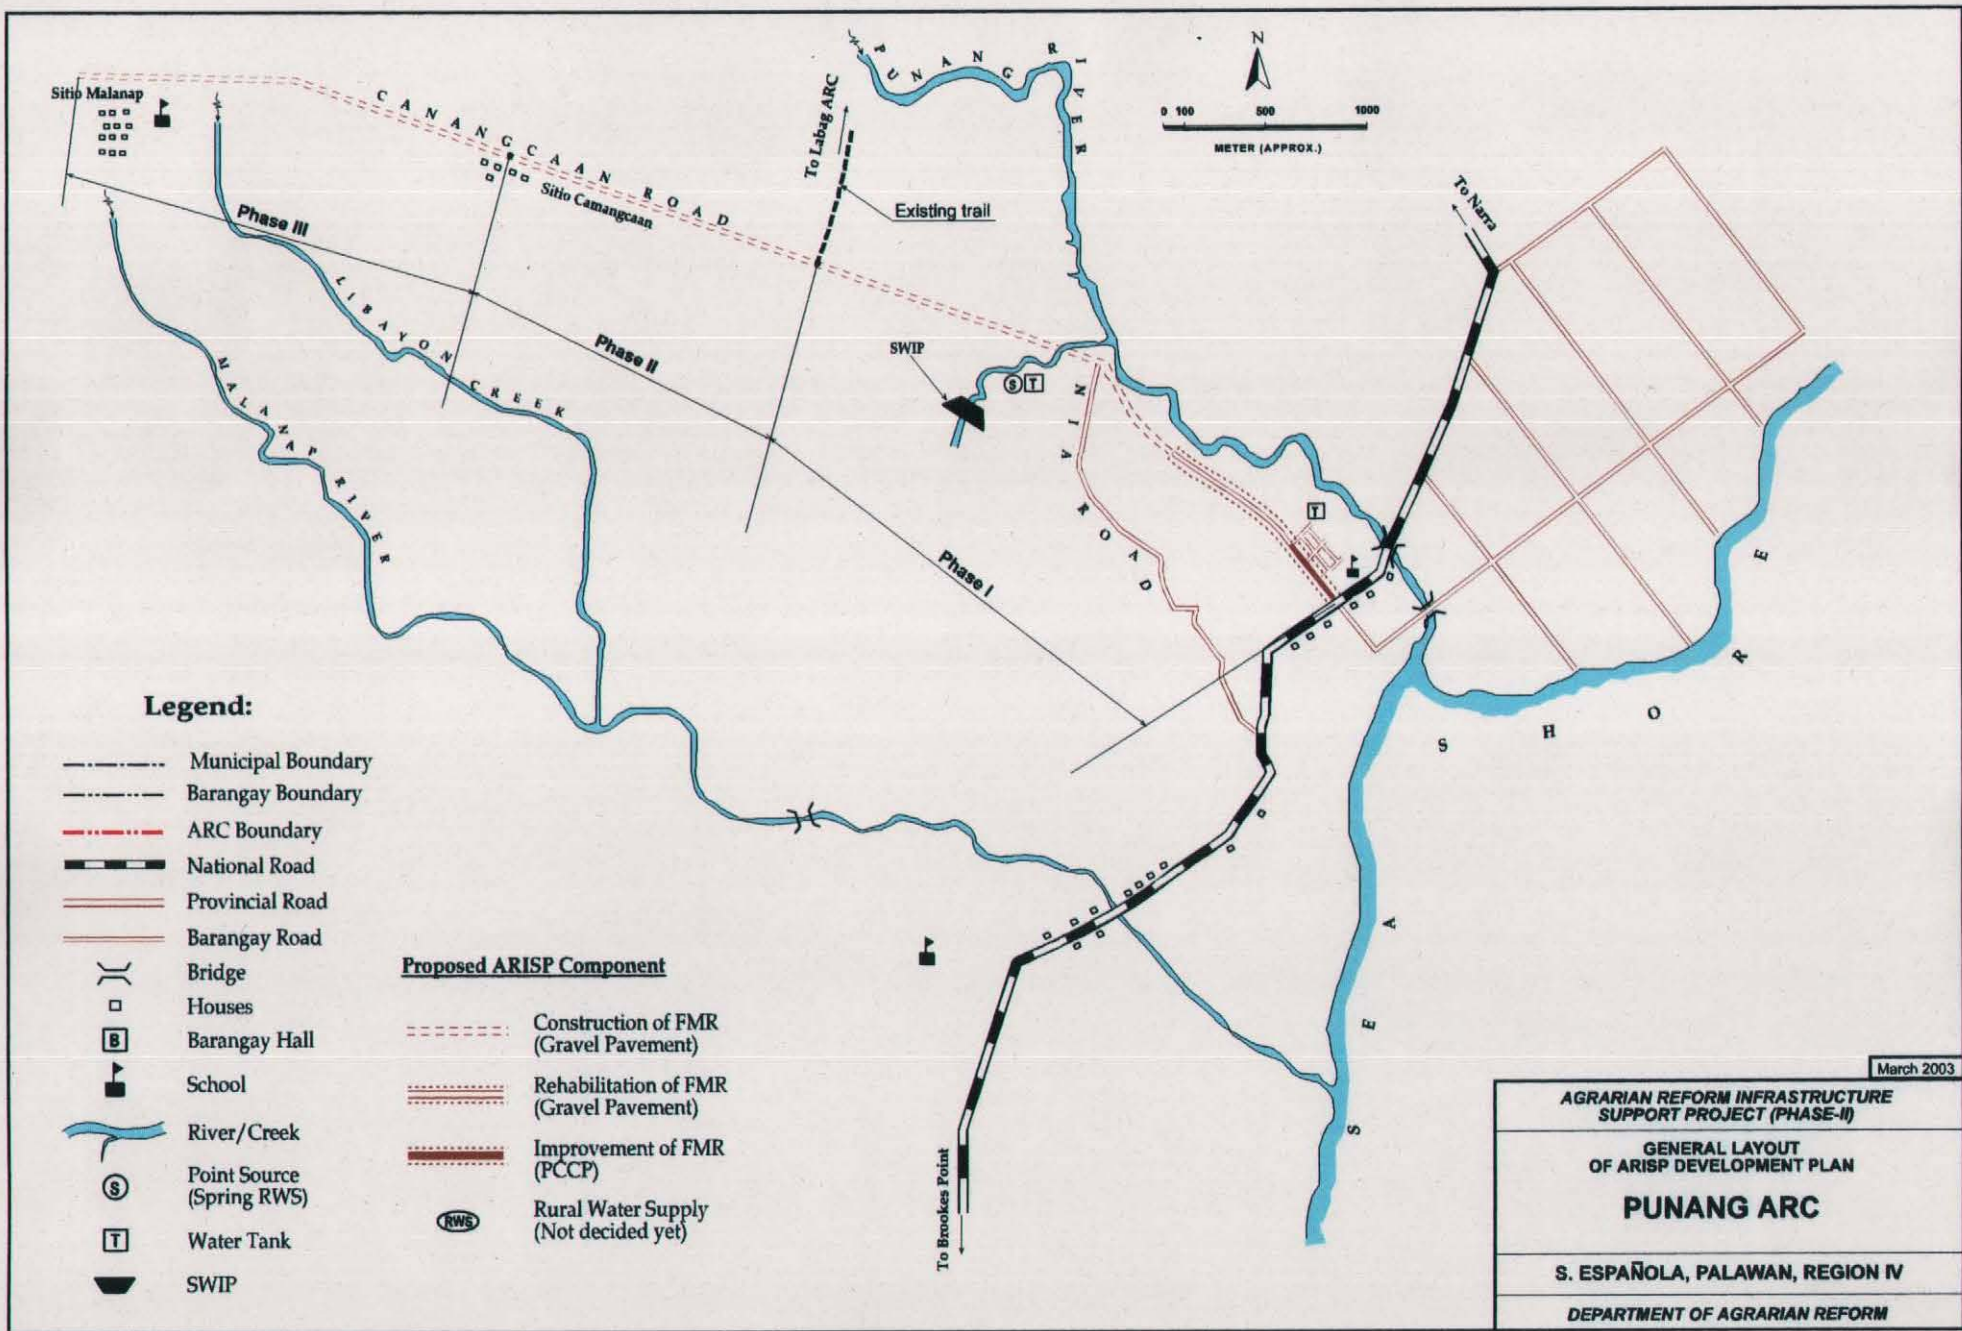 Sitio Malanap
CANANGCAAN ROAD
Sitio Camangcaan
To Labag ARC
Existing trail
PUNANG RIVER
N
0 100 500 1000
METER (APPROX.)
To Narra
Phase III
Phase II
Phase I
LIBAYON CREEK
MALANAP RIVER
SWIP
S T
NIA VIA ROAD
T
SEA SHORE
To Brookes Point
Legend:
Municipal Boundary
Barangay Boundary
ARC Boundary
National Road
Provincial Road
Barangay Road
Bridge
Houses
B Barangay Hall
School
River/Creek
S Point Source
(Spring RWS)
T Water Tank
SWIP
Proposed ARISP Component
Construction of FMR
(Gravel Pavement)
Rehabilitation of FMR
(Gravel Pavement)
Improvement of FMR
(PCCP)
RWS Rural Water Supply
(Not decided yet)
March 2003
AGRARIAN REFORM INFRASTRUCTURE
SUPPORT PROJECT (PHASE-II)
GENERAL LAYOUT
OF ARISP DEVELOPMENT PLAN
PUNANG ARC
S. ESPAÑOLA, PALAWAN, REGION IV
DEPARTMENT OF AGRARIAN REFORM